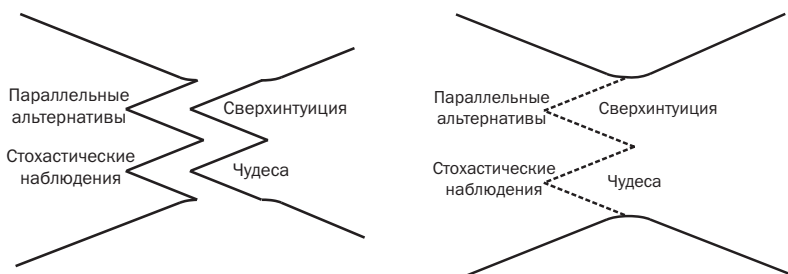 Параллельные
альтернативы
Сверхинтуиция
Стохастические
наблюдения
Чудеса
Параллельные
альтернативы
Сверхинтуиция
Стохастические
наблюдения
Чудеса